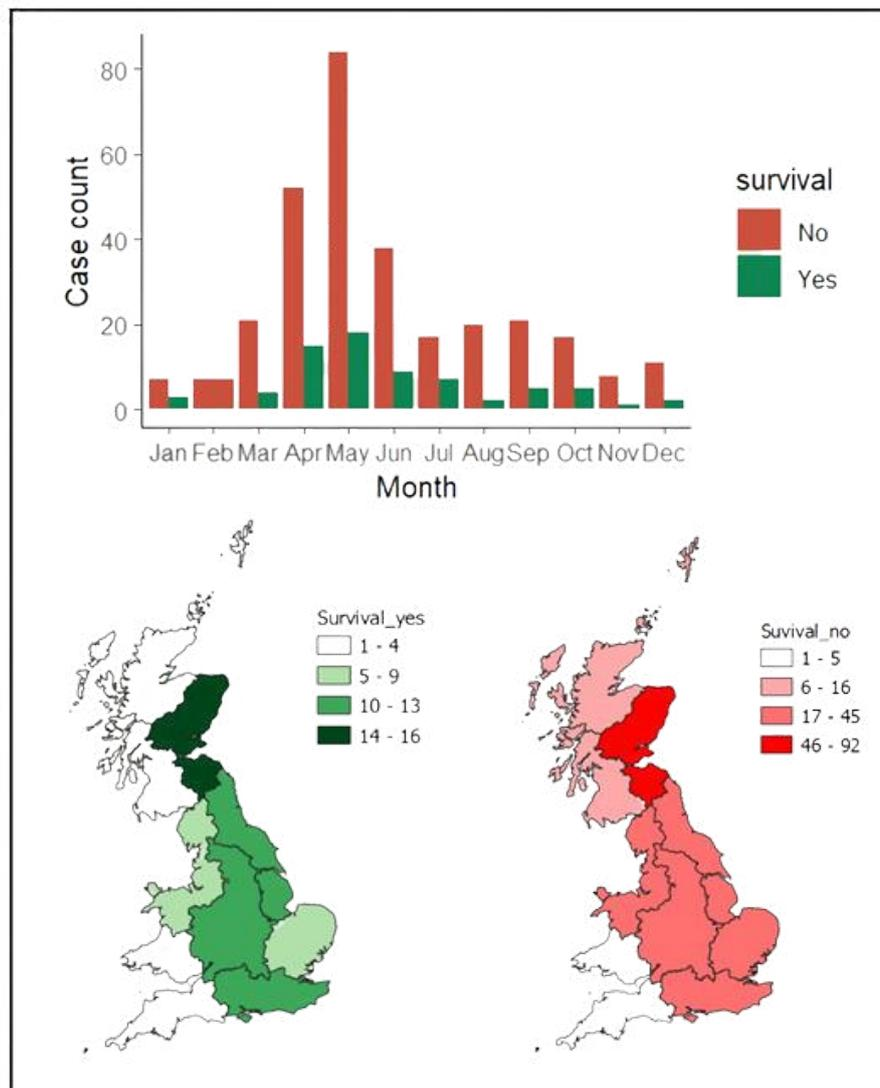 80
60
40
20
0
Case count
Jan Feb Mar Apr May Jun Jul Aug Sep Oct Nov Dec
Month
survival
No
Yes
Survival_yes
1 - 4
5 - 9
10 - 13
14 - 16
Suvival_no
1 - 5
6 - 16
17 - 45
46 - 92